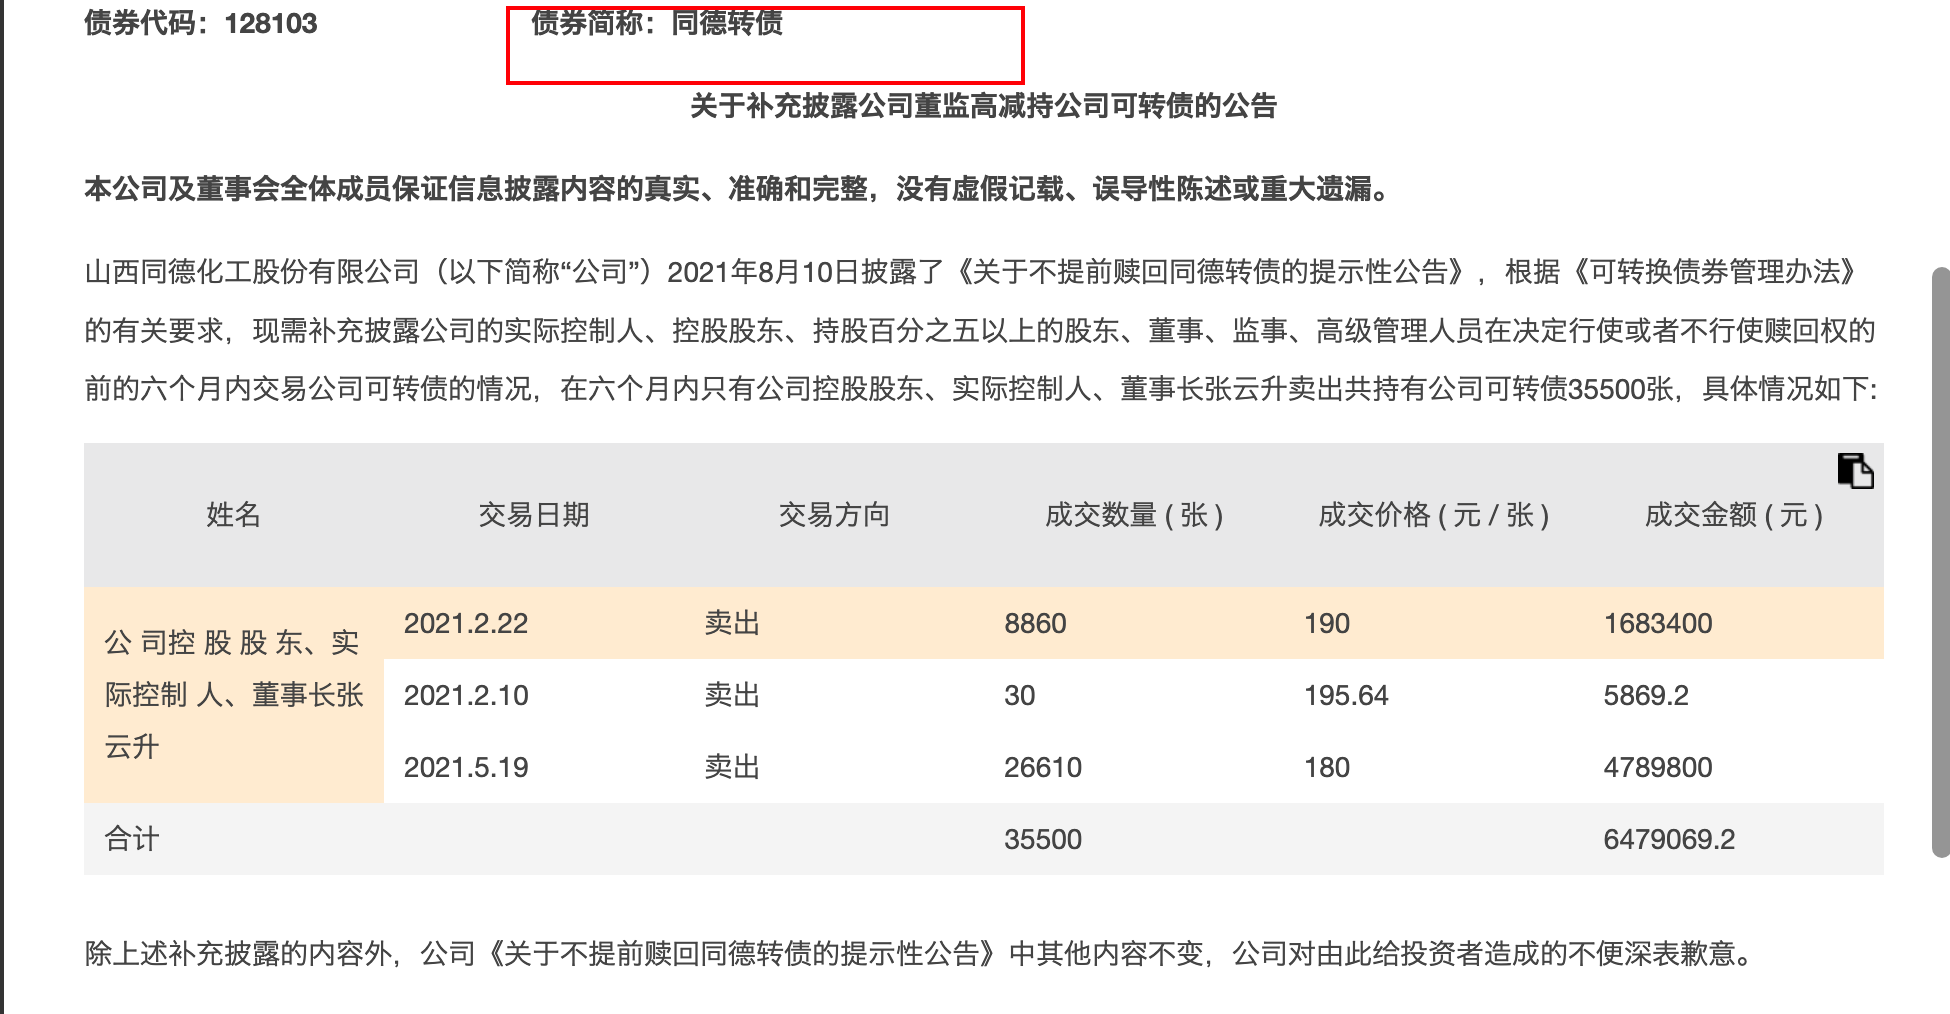 债券代码：128103 债券简称：同德转债
关于补充披露公司董监高减持公司可转债的公告
本公司及董事会全体成员保证信息披露内容的真实、准确和完整，没有虚假记载、误导性陈述或重大遗漏。
山西同德化工股份有限公司（以下简称“公司”）2021年8月10日披露了《关于不提前赎回同德转债的提示性公告》，根据《可转换债券管理办法》
的有关要求，现需补充披露公司的实际控制人、控股股东、持股百分之五以上的股东、董事、监事、高级管理人员在决定行使或者不行使赎回权的
前的六个月内交易公司可转债的情况，在六个月内只有公司控股股东、实际控制人、董事长张云升卖出共持有公司可转债35500张，具体情况如下:
姓名 交易日期 交易方向 成交数量 ( 张 ) 成交价格 ( 元 / 张 ) 成交金额 ( 元 )
公 司控 股 股 东、实
际控制 人、董事长张
云升
2021.2.22 卖出 8860 190 1683400
2021.2.10 卖出 30 195.64 5869.2
2021.5.19 卖出 26610 180 4789800
合计 35500 6479069.2
除上述补充披露的内容外，公司《关于不提前赎回同德转债的提示性公告》中其他内容不变，公司对由此给投资者造成的不便深表歉意。